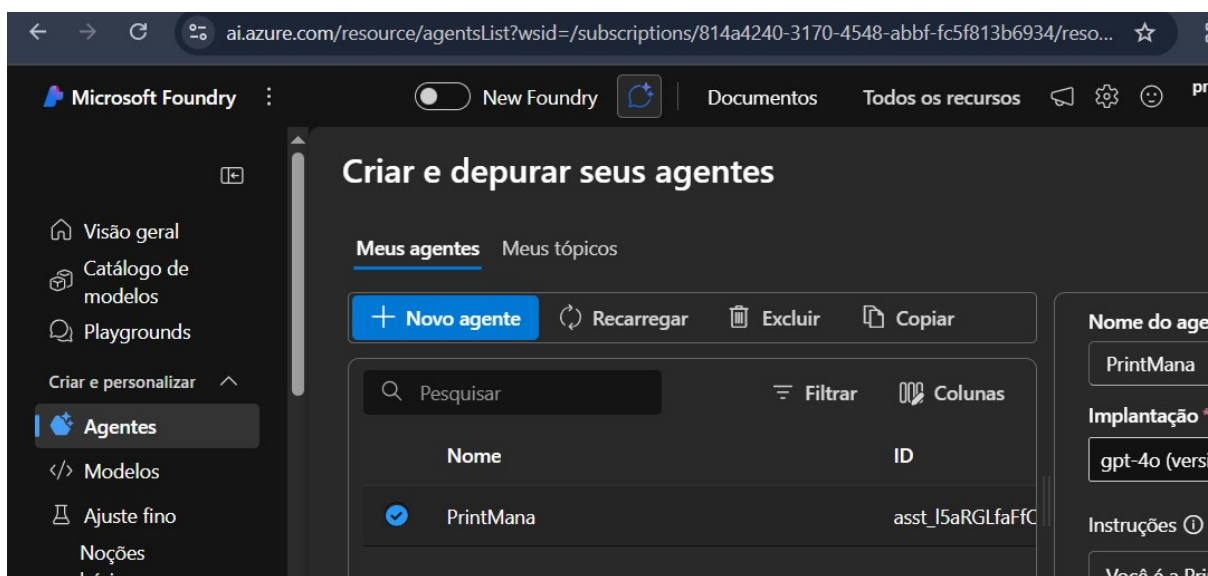 ai.azure.com/resource/agentsList?wsid=/subscriptions/814a4240-3170-4548-abbf-fc5f813b6934/reso...
Microsoft Foundry
New Foundry
Documentos
Todos os recursos
Criar e depurar seus agentes
Visão geral
Catálogo de
modelos
Playgrounds
Criar e personalizar
Agentes
Modelos
Ajuste fino
Noções
Meus agentes
Meus tópicos
Novo agente
Recarregar
Excluir
Copiar
Pesquisar
Filtrar
Colunas
Nome
ID
PrintMana
Nome do age
PrintMana
Implantação *
gpt-4o (versi
Instruções
Você é a Pri